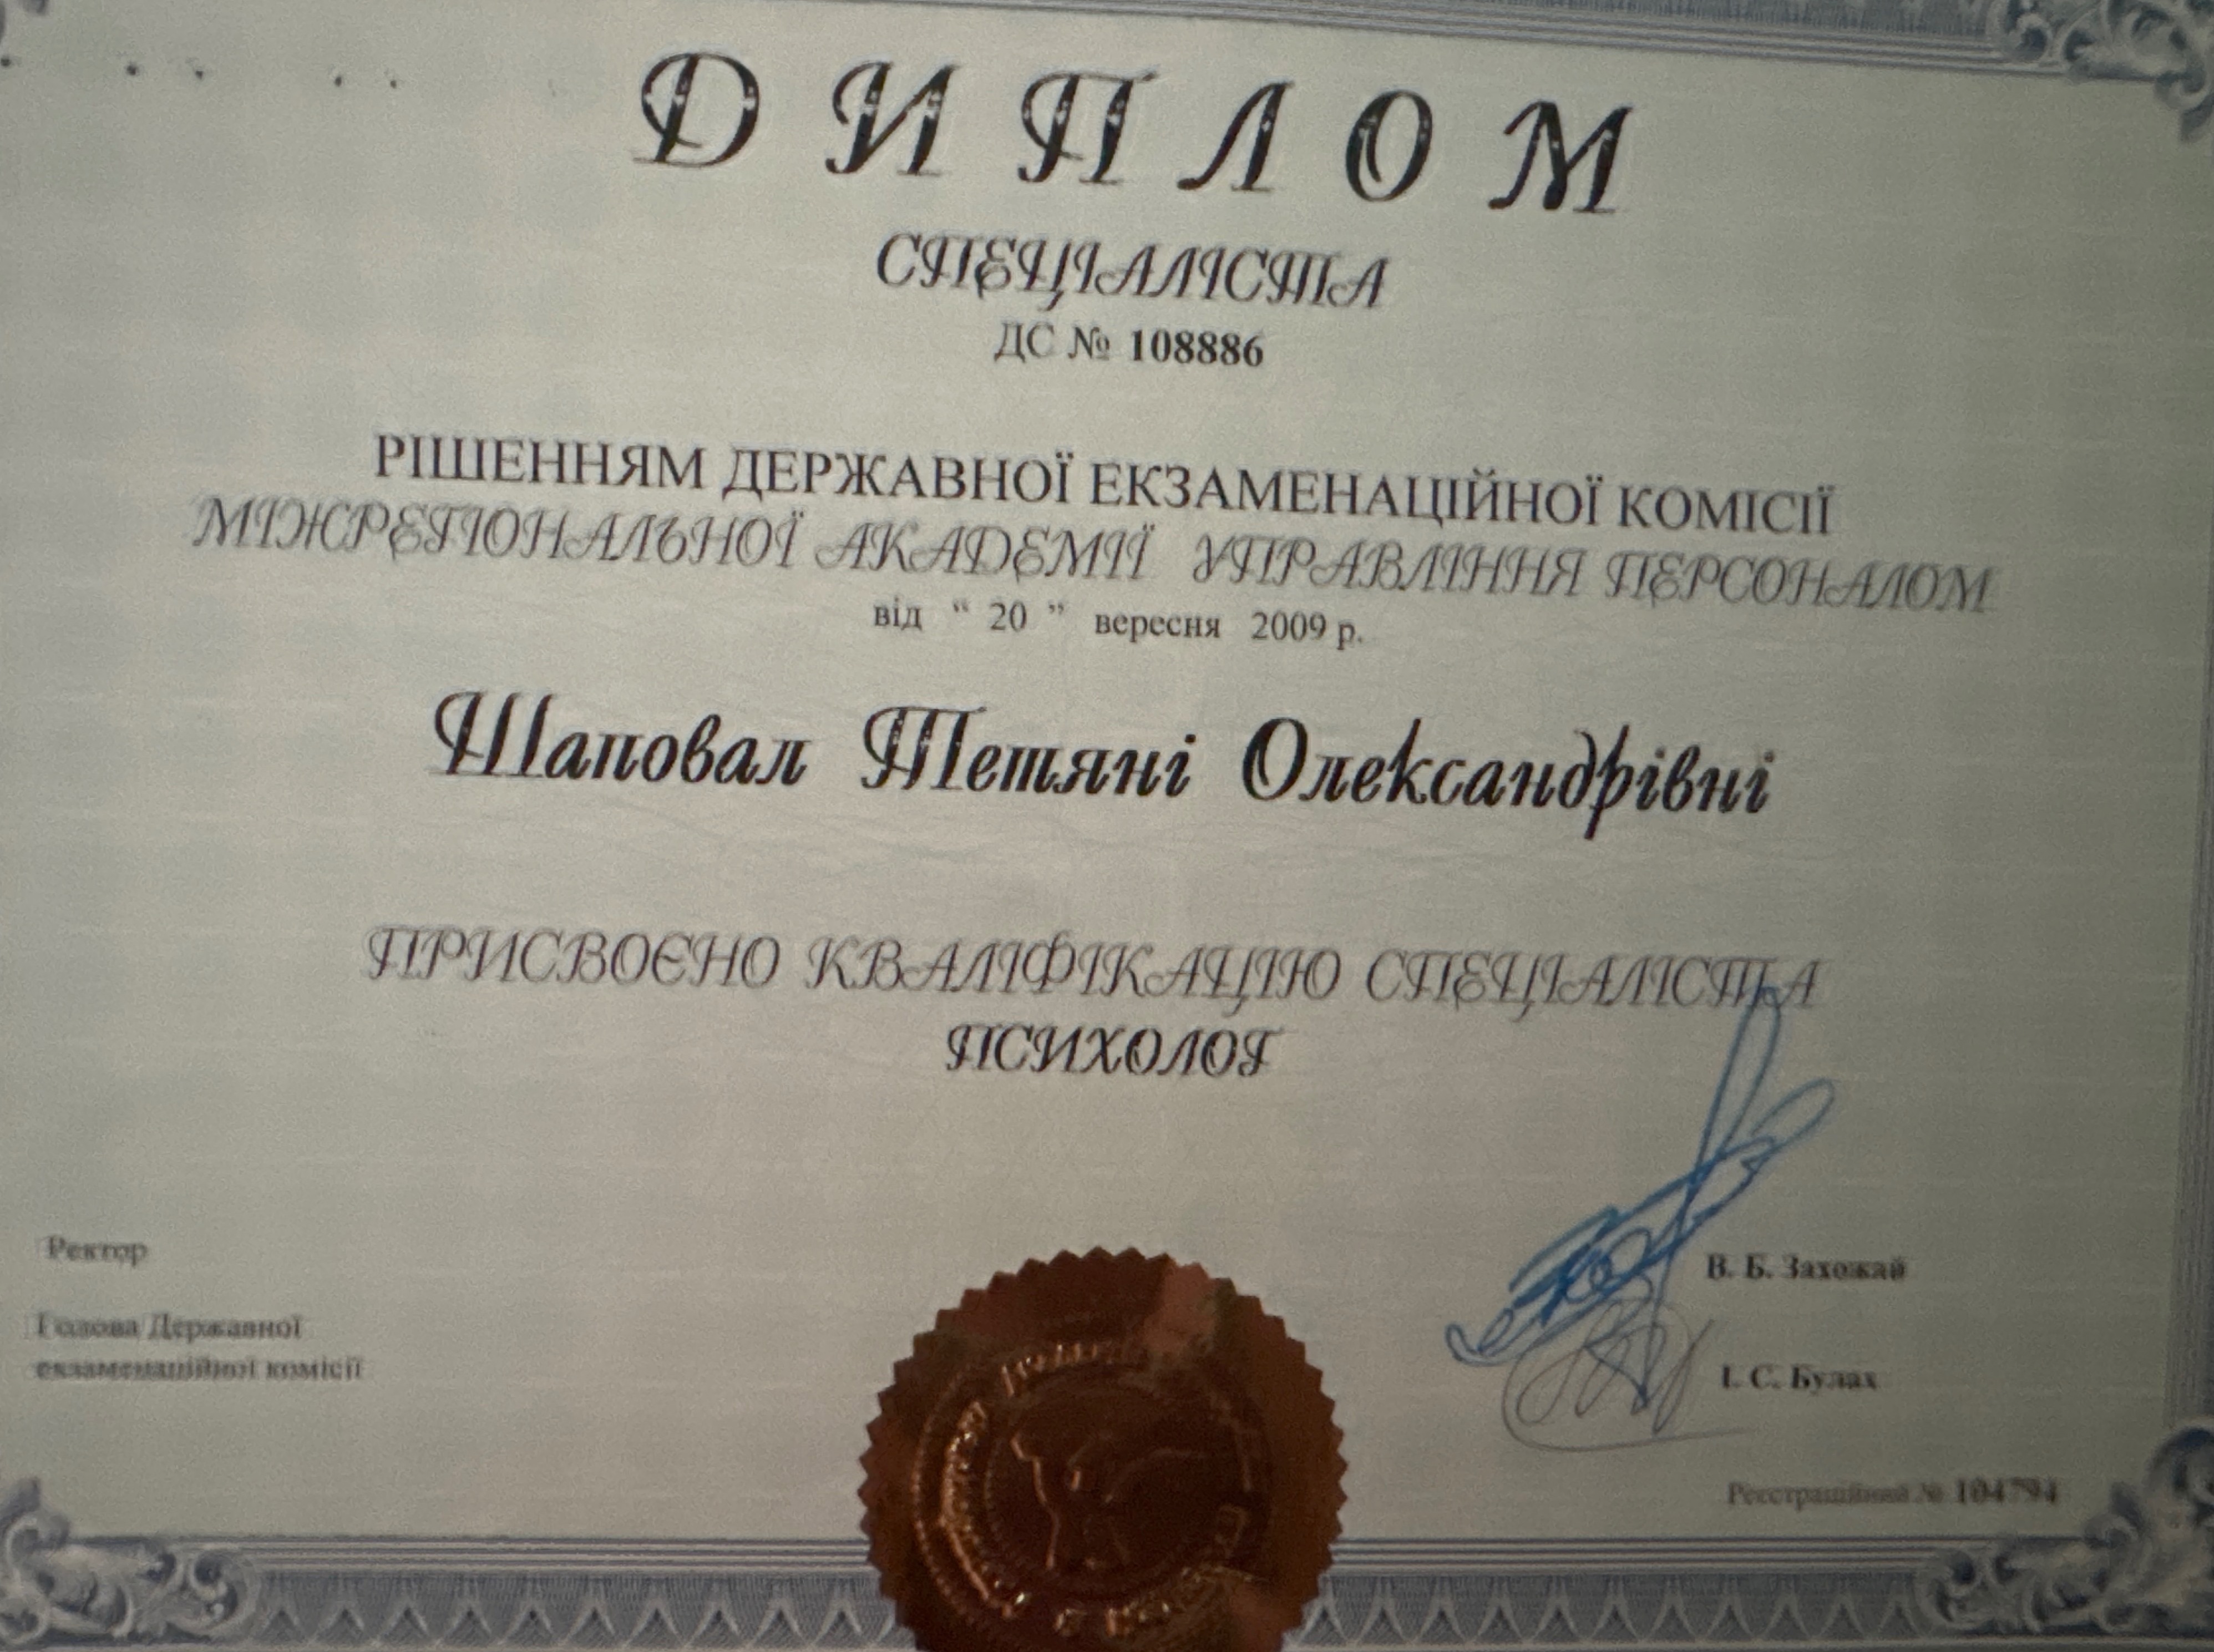 ДИПЛОМ
СПЕЦІАЛІСТА
ДС № 108886
РІШЕННЯМ ДЕРЖАВНОЇ ЕКЗАМЕНАЦІЙНОЇ КОМІСІЇ
МІЖРЕГІОНАЛЬНОЇ АКАДЕМІЇ УПРАВЛІННЯ ПЕРСОНАЛОМ
від “ 20 ” вересня 2009 р.
Шаповал Тетяні Олександрівні
ПРИСВОЄНО КВАЛІФІКАЦІЮ СПЕЦІАЛІСТА
ПСИХОЛОГ
Ректор
В. Б. Захожай
Голова Державної
екзаменаційної комісії
І. С. Булах
Реєстраційний № 104794